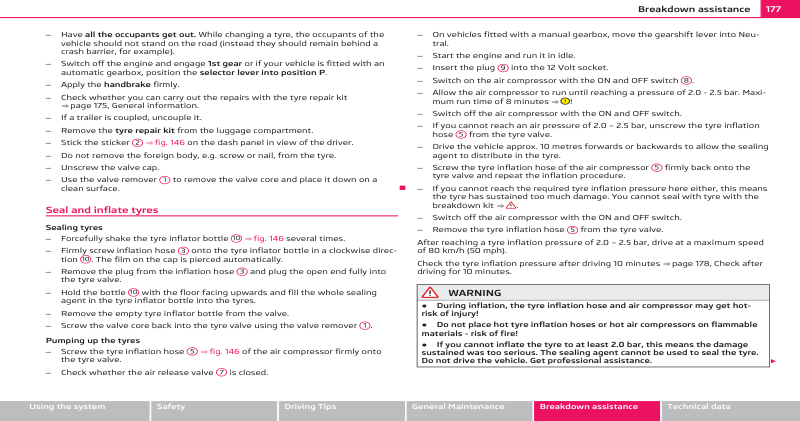 Breakdown assistance 177
– Have all the occupants get out. While changing a tyre, the occupants of the
vehicle should not stand on the road (instead they should remain behind a
crash barrier, for example).
– Switch off the engine and engage 1st gear or if your vehicle is fitted with an
automatic gearbox, position the selector lever into position P.
– Apply the handbrake firmly.
– Check whether you can carry out the repairs with the tyre repair kit
⇒ page 175, General information.
– If a trailer is coupled, uncouple it.
– Remove the tyre repair kit from the luggage compartment.
– Stick the sticker 2 ⇒ fig. 146 on the dash panel in view of the driver.
– Do not remove the foreign body, e.g. screw or nail, from the tyre.
– Unscrew the valve cap.
– Use the valve remover 1 to remove the valve core and place it down on a
clean surface.
Seal and inflate tyres
Sealing tyres
– Forcefully shake the tyre inflator bottle 10 ⇒ fig. 146 several times.
– Firmly screw inflation hose 3 onto the tyre inflator bottle in a clockwise direc-
tion 10. The film on the cap is pierced automatically.
– Remove the plug from the inflation hose 3 and plug the open end fully into
the tyre valve.
– Hold the bottle 10 with the floor facing upwards and fill the whole sealing
agent in the tyre inflator bottle into the tyres.
– Remove the empty tyre inflator bottle from the valve.
– Screw the valve core back into the tyre valve using the valve remover 1.
Pumping up the tyres
– Screw the tyre inflation hose 5 ⇒ fig. 146 of the air compressor firmly onto
the tyre valve.
– Check whether the air release valve 7 is closed.
– On vehicles fitted with a manual gearbox, move the gearshift lever into Neu-
tral.
– Start the engine and run it in idle.
– Insert the plug 9 into the 12 Volt socket.
– Switch on the air compressor with the ON and OFF switch 8.
– Allow the air compressor to run until reaching a pressure of 2.0 - 2.5 bar. Maxi-
mum run time of 8 minutes ⇒ !
– Switch off the air compressor with the ON and OFF switch.
– If you cannot reach an air pressure of 2.0 – 2.5 bar, unscrew the tyre inflation
hose 5 from the tyre valve.
– Drive the vehicle approx. 10 metres forwards or backwards to allow the sealing
agent to distribute in the tyre.
– Screw the tyre inflation hose of the air compressor 5 firmly back onto the
tyre valve and repeat the inflation procedure.
– If you cannot reach the required tyre inflation pressure here either, this means
the tyre has sustained too much damage. You cannot seal with tyre with the
breakdown kit ⇒ ⚠.
– Switch off the air compressor with the ON and OFF switch.
– Remove the tyre inflation hose 5 from the tyre valve.
After reaching a tyre inflation pressure of 2.0 – 2.5 bar, drive at a maximum speed
of 80 km/h (50 mph).
Check the tyre inflation pressure after driving 10 minutes ⇒ page 178, Check after
driving for 10 minutes.
WARNING
● During inflation, the tyre inflation hose and air compressor may get hot-
risk of injury!
● Do not place hot tyre inflation hoses or hot air compressors on flammable
materials - risk of fire!
● If you cannot inflate the tyre to at least 2.0 bar, this means the damage
sustained was too serious. The sealing agent cannot be used to seal the tyre.
Do not drive the vehicle. Get professional assistance.
Using the system Safety Driving Tips General Maintenance Breakdown assistance Technical data